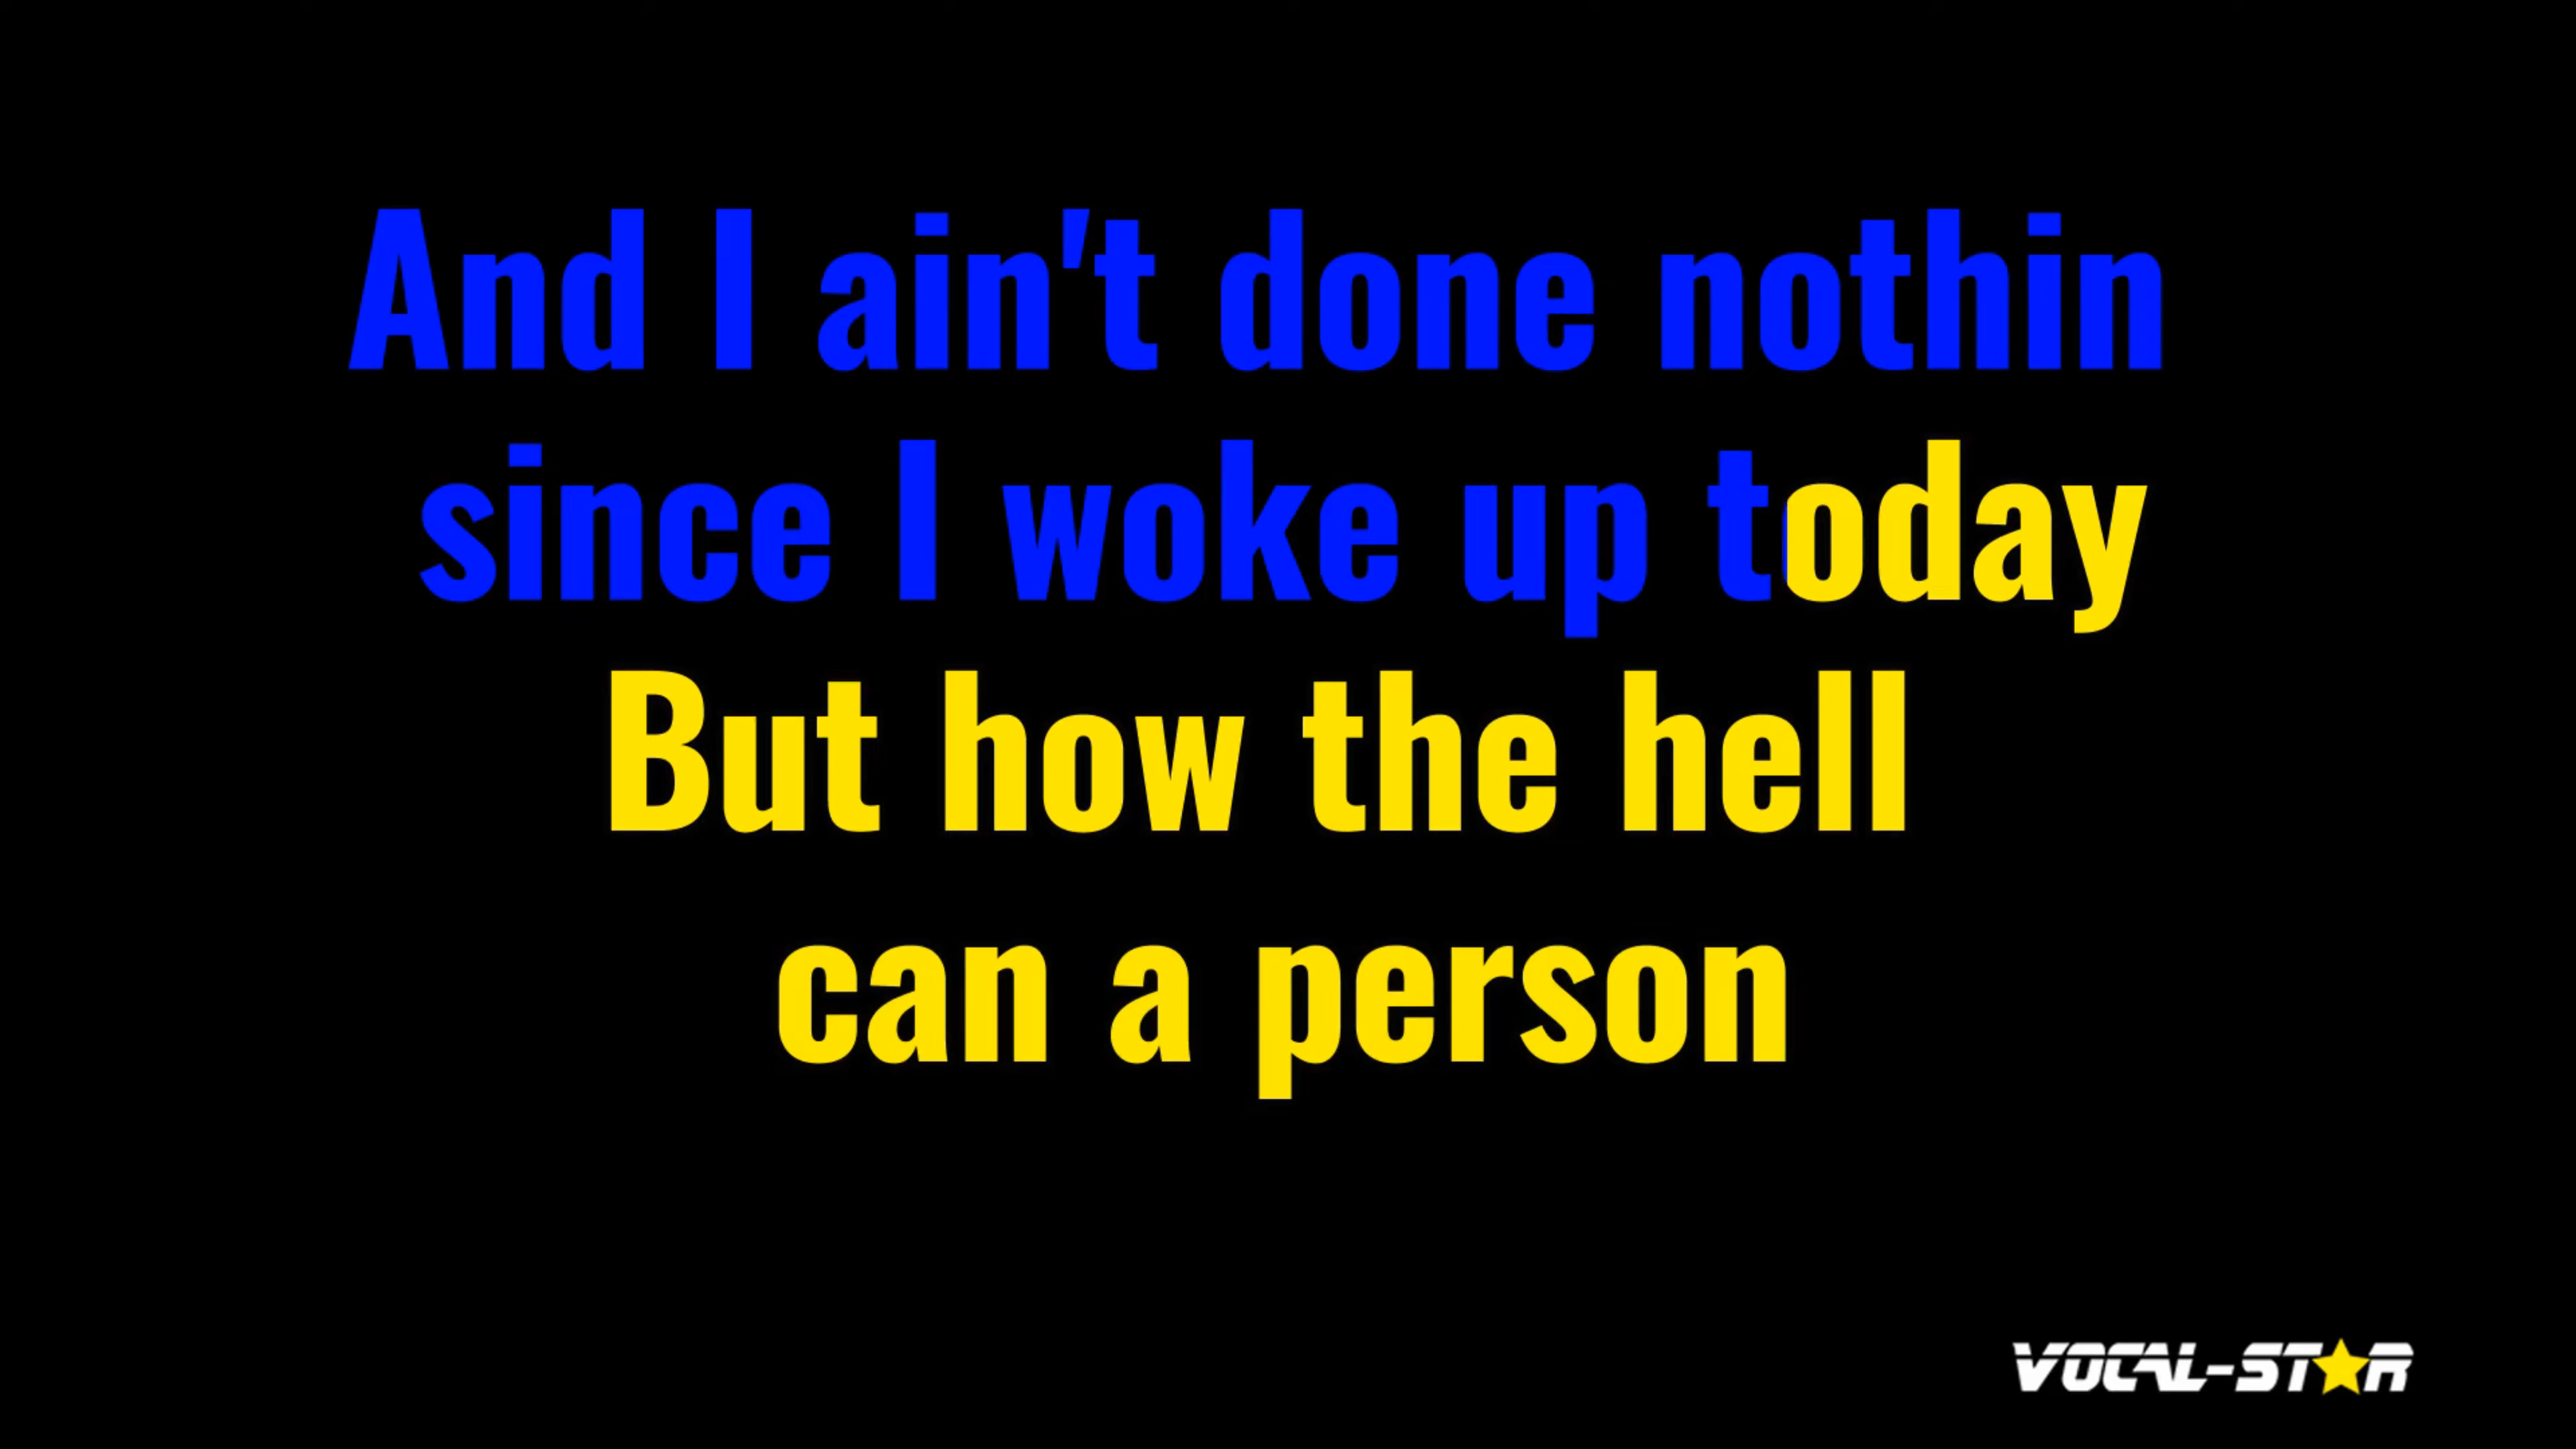 And I ain't done nothin
since I woke up today
But how the hell
can a person
VOCAL-STAR